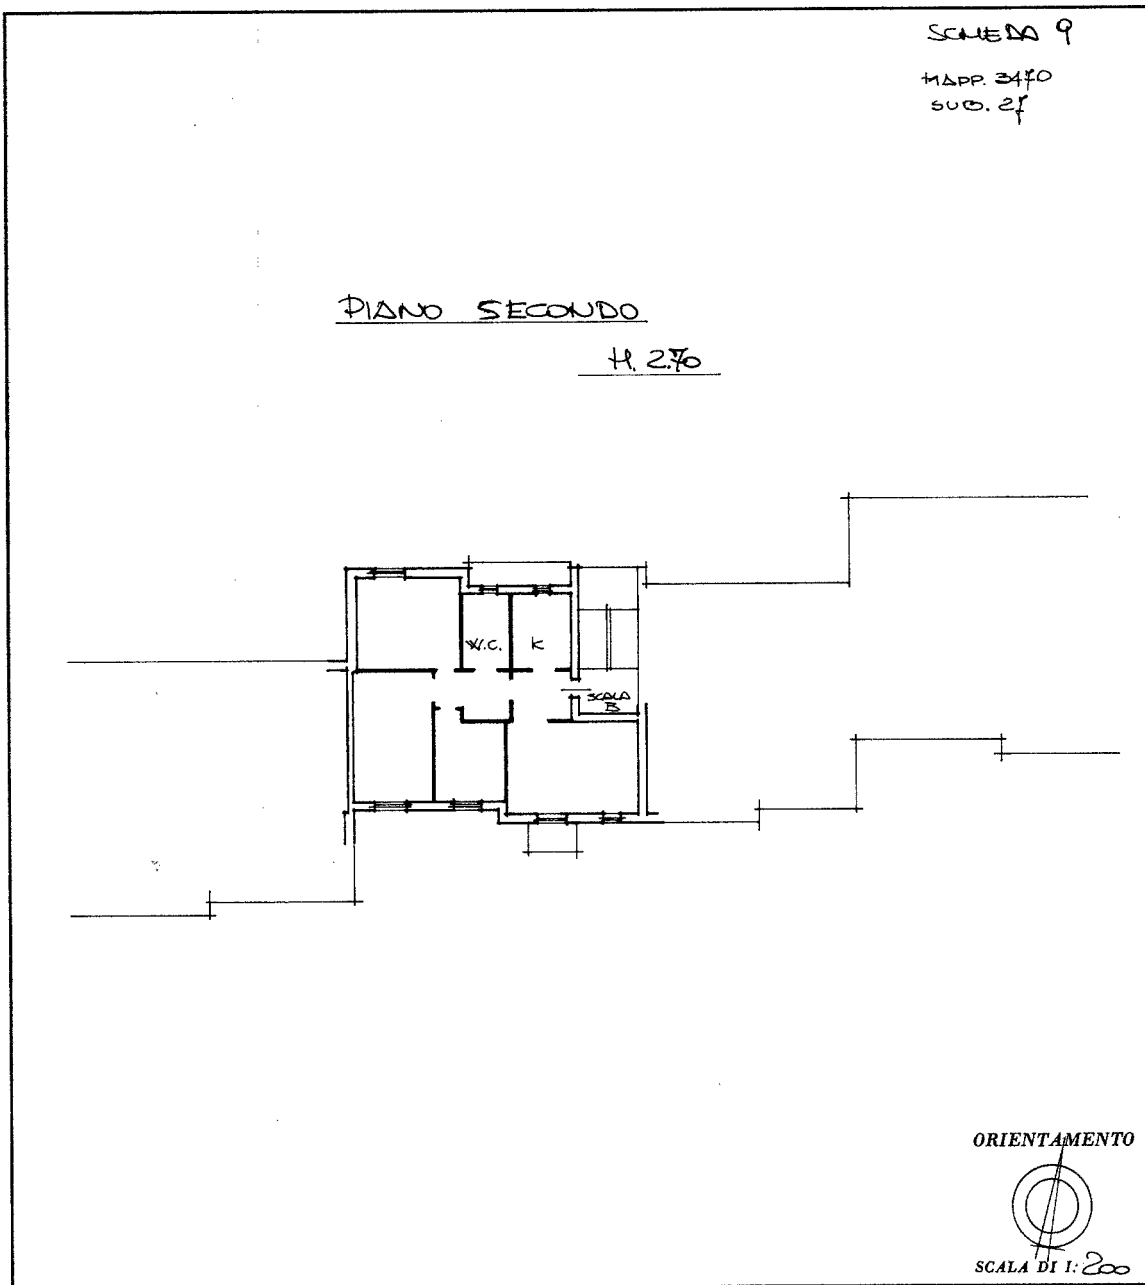 SCHEDA 9
MAPP. 3470
SUB. 27
PIANO SECONDO
H. 2.70
W.C.
K
SCALA
B
ORIENTAMENTO
SCALA DI 1: 200